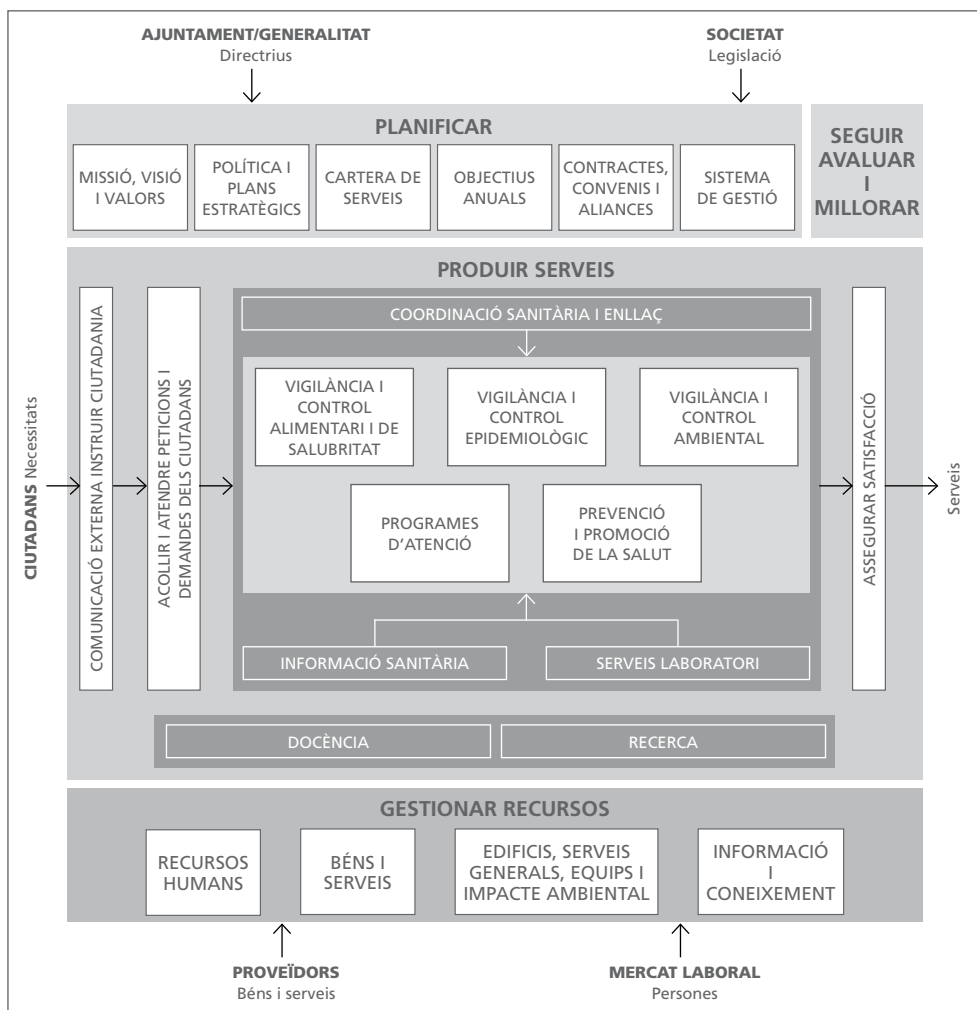 AJUNTAMENT/GENERALITAT
Directrius
SOCIETAT
Legislació
PLANIFICAR
MISSIÓ, VISIÓ
I VALORS
POLÍTICA I
PLANS
ESTRATÈGICS
CARTERA DE
SERVEIS
OBJECTIUS
ANUALS
CONTRACTES,
CONVENIS I
ALIANCES
SISTEMA
DE GESTIÓ
SEGUIR
AVALUAR
I
MILLORAR
PRODUIR SERVEIS
CIUTADANS Necessitats
COMUNICACIÓ EXTERNA INSTRUIR CIUTADANIA
ACOLLIR I ATENDRE PETICIONS I
DEMANDES DELS CIUTADANS
COORDINACIÓ SANITÀRIA I ENLLAÇ
VIGILÀNCIA I
CONTROL
ALIMENTARI I DE
SALUBRITAT
VIGILÀNCIA I
CONTROL
EPIDEMIOLÒGIC
VIGILÀNCIA I
CONTROL
AMBIENTAL
PROGRAMES
D'ATENCIÓ
PREVENCIÓ
I PROMOCIÓ
DE LA SALUT
INFORMACIÓ SANITÀRIA
SERVEIS LABORATORI
ASSEGURAR SATISFACCIÓ
Serveis
DOCÈNCIA
RECERCA
GESTIONAR RECURSOS
RECURSOS
HUMANS
BÉNS I
SERVEIS
EDIFICIS, SERVEIS
GENERALS, EQUIPS I
IMPACTE AMBIENTAL
INFORMACIÓ
I
CONEIXEMENT
PROVEÏDORS
Béns i serveis
MERCAT LABORAL
Persones